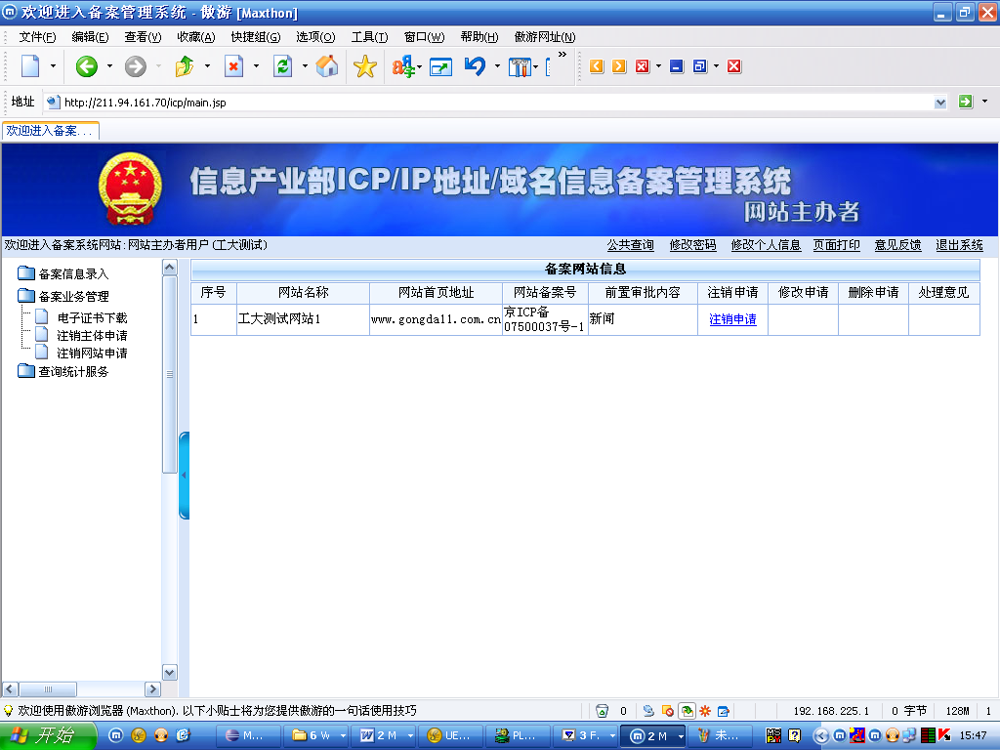 欢迎进入备案管理系统 - 傲游 [Maxthon]
文件(F) 编辑(E) 查看(V) 收藏(A) 快捷组(G) 选项(O) 工具(T) 窗口(W) 帮助(H) 傲游网址(N)
地址 http://211.94.161.70/icp/main.jsp
欢迎进入备案...
信息产业部ICP/IP地址/域名信息备案管理系统
网站主办者
欢迎进入备案系统网站:网站主办者用户(工大测试) 公共查询 修改密码 修改个人信息 页面打印 意见反馈 退出系统
备案信息录入
备案业务管理
电子证书下载
注销主体申请
注销网站申请
查询统计服务
备案网站信息
序号 网站名称 网站首页地址 网站备案号 前置审批内容 注销申请 修改申请 删除申请 处理意见
1 工大测试网站1 www.gongda11.com.cn 京ICP备 新闻 注销申请
07500037号-1
欢迎使用傲游浏览器 (Maxthon). 以下小贴士将为您提供傲游的一句话使用技巧 0 192.168.225.1 0 字节 128M 1
开始 M... 6 W 2 M UE... PL... 3 F. 2 M 未... 15:47